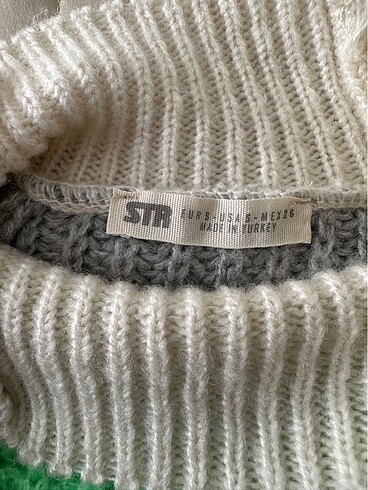 STR
EUR S - USA S - MEX 26
MADE IN TURKEY